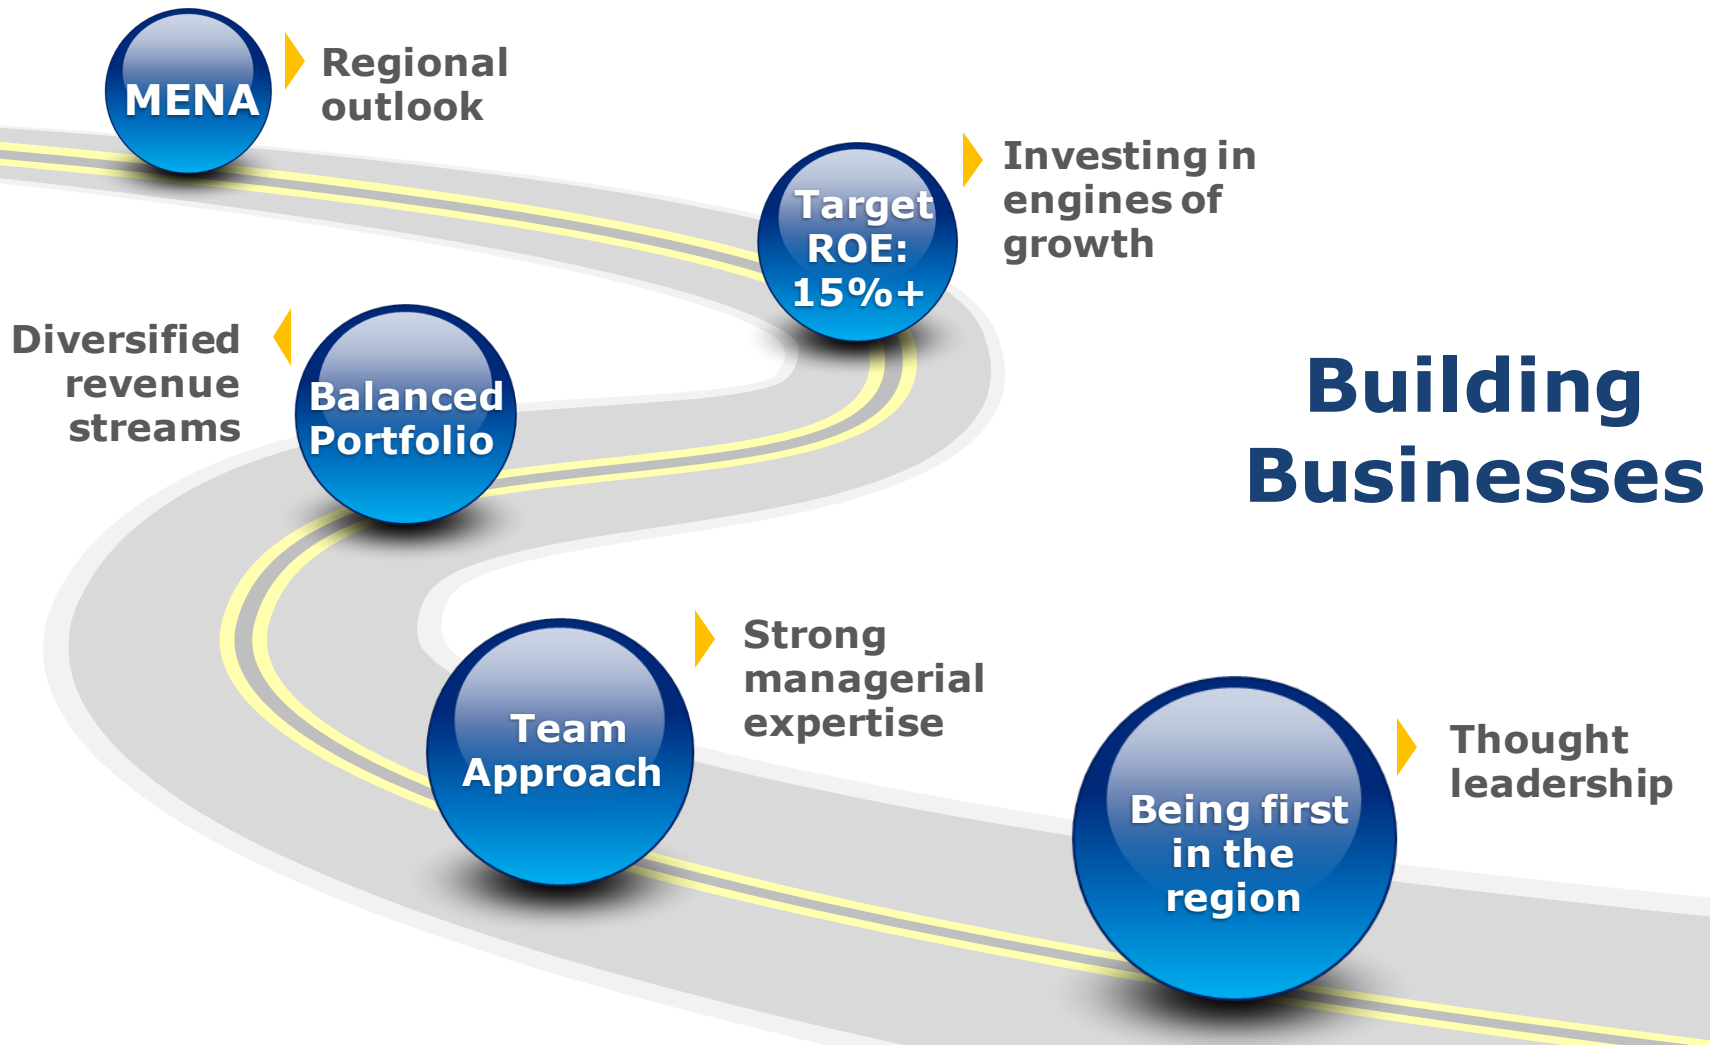 MENA
Regional
outlook
Target
ROE:
15%+
Investing in
engines of
growth
Diversified
revenue
streams
Balanced
Portfolio
Building
Businesses
Team
Approach
Strong
managerial
expertise
Being first
in the
region
Thought
leadership